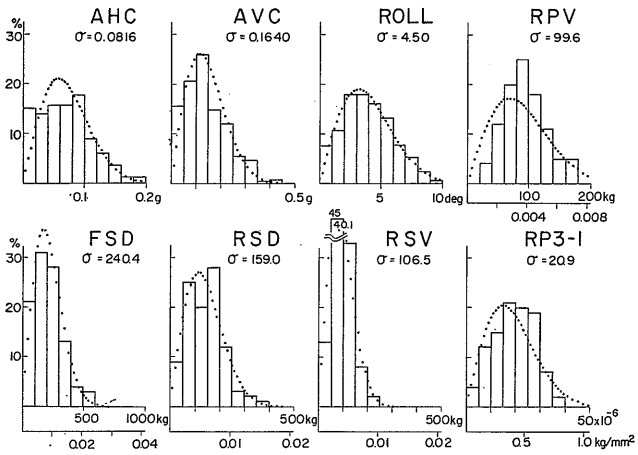 AHC AVC ROLL RPV
σ=0.0816 σ=0.1640 σ=4.50 σ=99.6
%
30
20
10
0.1 0.2g 0.5g 5 10deg 100 200kg
0.004 0.008
FSD RSD RSV RP3-1
σ=240.4 σ=159.0 σ=106.5 σ=20.9
%
45
40.1
30
20
10
500 1000kg 500kg 500kg 50x10⁻⁶
0.02 0.04 0.01 0.02 0.01 0.02 0.5 1.0 kg/mm²